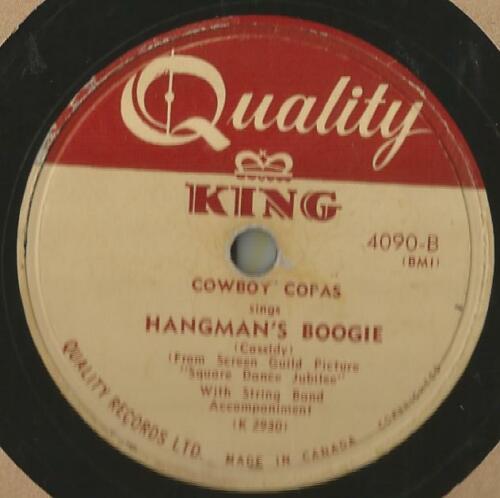 Quality
KING
4090-B
(BMI)
COWBOY COPAS
sings
HANGMAN'S BOOGIE
(Cassidy)
(From Screen Guild Picture
"Square Dance Jubilee"
With String Band
Accompaniment
(K 2930)
QUALITY RECORDS LTD.
MADE IN CANADA